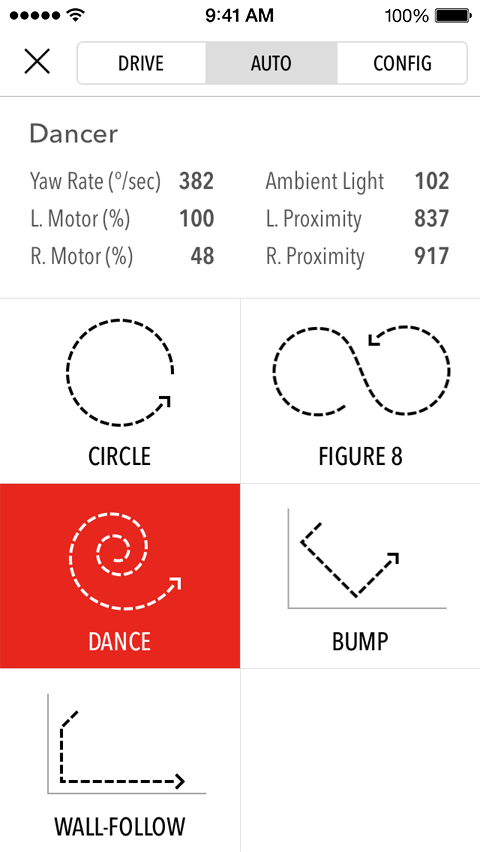 9:41 AM 100%
DRIVE AUTO CONFIG
Dancer
Yaw Rate (º/sec) 382 Ambient Light 102
L. Motor (%) 100 L. Proximity 837
R. Motor (%) 48 R. Proximity 917
CIRCLE FIGURE 8
DANCE BUMP
WALL-FOLLOW